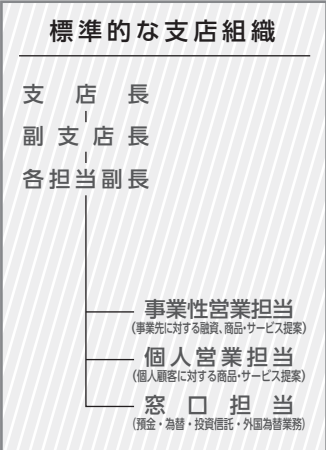 標準的な支店組織
支店長
副支店長
各担当副長
事業性営業担当
(事業先に対する融資、商品・サービス提案)
個人営業担当
(個人顧客に対する商品・サービス提案)
窓口担当
(預金・為替・投資信託・外国為替業務)